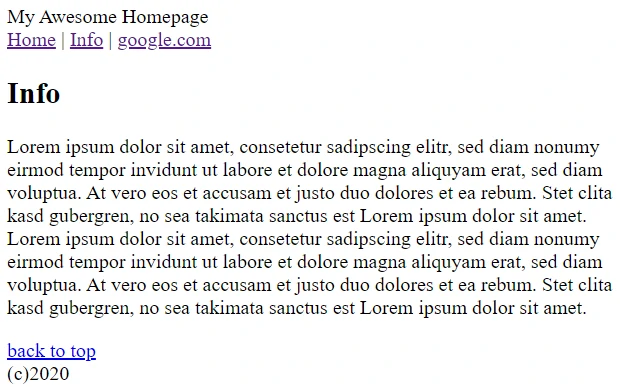 My Awesome Homepage
Home | Info | google.com
Info
Lorem ipsum dolor sit amet, consetetur sadipscing elitr, sed diam nonumy
eirmod tempor invidunt ut labore et dolore magna aliquyam erat, sed diam
voluptua. At vero eos et accusam et justo duo dolores et ea rebum. Stet clita
kasd gubergren, no sea takimata sanctus est Lorem ipsum dolor sit amet.
Lorem ipsum dolor sit amet, consetetur sadipscing elitr, sed diam nonumy
eirmod tempor invidunt ut labore et dolore magna aliquyam erat, sed diam
voluptua. At vero eos et accusam et justo duo dolores et ea rebum. Stet clita
kasd gubergren, no sea takimata sanctus est Lorem ipsum dolor sit amet.
back to top
(c)2020